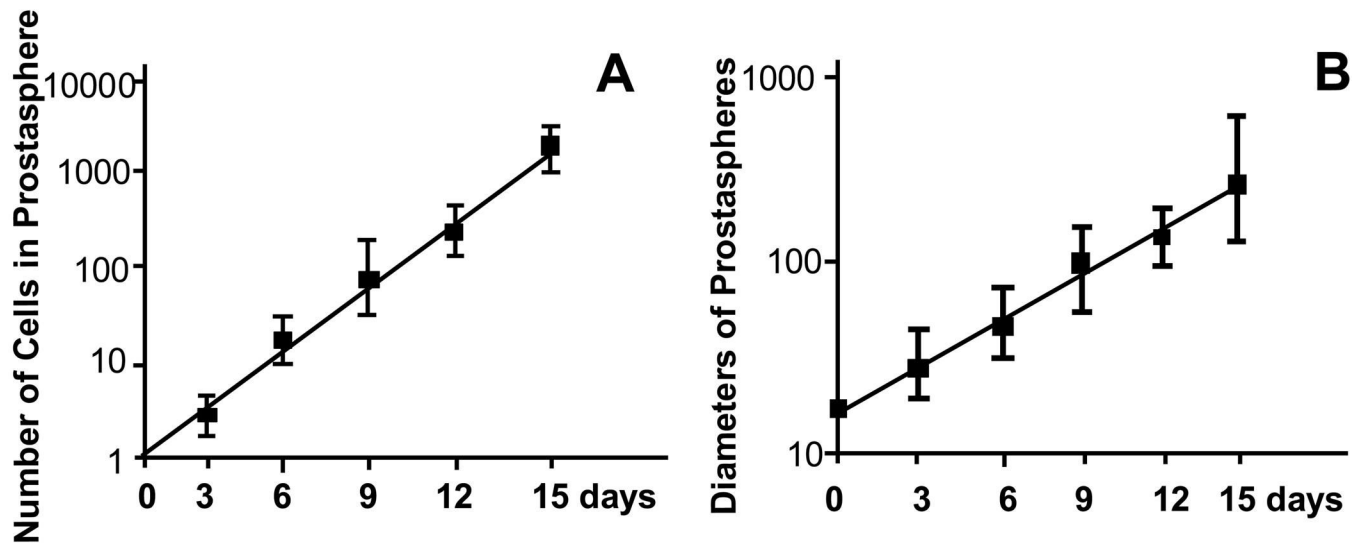 Number of Cells in Prostasphere
A
10000
1000
100
10
1
0 3 6 9 12 15 days
Diameters of Prostaspheres
B
1000
100
10
0 3 6 9 12 15 days